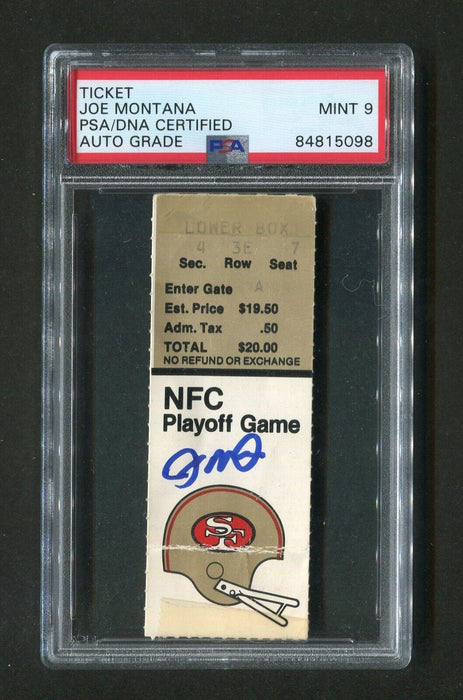 TICKET
JOE MONTANA MINT 9
PSA/DNA CERTIFIED
AUTO GRADE PSA 84815098
LOWER BOX
4 3E 7
Sec. Row Seat
Enter Gate A
Est. Price $19.50
Adm. Tax .50
TOTAL $20.00
NO REFUND OR EXCHANGE
NFC
Playoff Game
SF